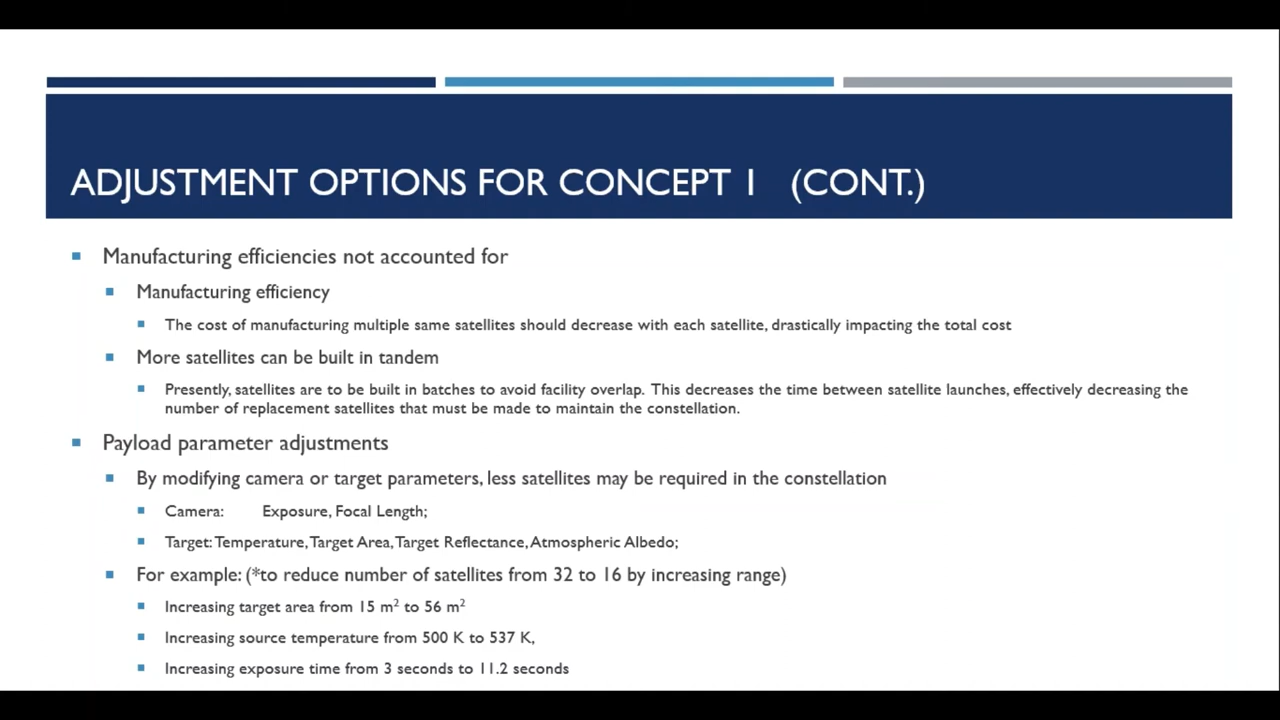 ADJUSTMENT OPTIONS FOR CONCEPT 1 (CONT.)
Manufacturing efficiencies not accounted for
Manufacturing efficiency
The cost of manufacturing multiple same satellites should decrease with each satellite, drastically impacting the total cost
More satellites can be built in tandem
Presently, satellites are to be built in batches to avoid facility overlap. This decreases the time between satellite launches, effectively decreasing the
number of replacement satellites that must be made to maintain the constellation.
Payload parameter adjustments
By modifying camera or target parameters, less satellites may be required in the constellation
Camera: Exposure, Focal Length;
Target: Temperature, Target Area, Target Reflectance, Atmospheric Albedo;
For example: (*to reduce number of satellites from 32 to 16 by increasing range)
Increasing target area from 15 m² to 56 m²
Increasing source temperature from 500 K to 537 K,
Increasing exposure time from 3 seconds to 11.2 seconds